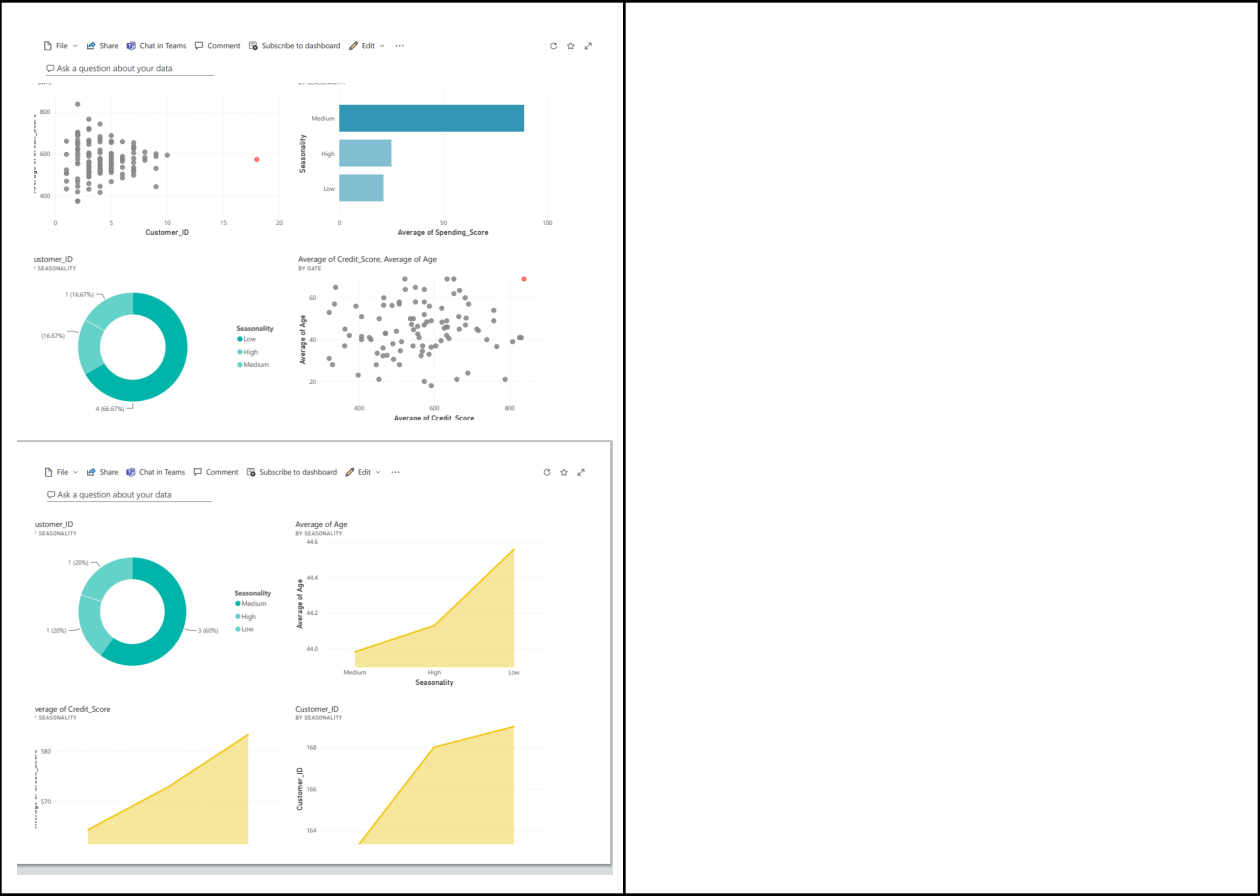 File Share Chat in Teams Comment Subscribe to dashboard Edit ...
Ask a question about your data
800
600
400
0 5 10 15 20
Customer_ID
Seasonality
Medium
High
Low
0 50 100
Average of Spending_Score
ustomer_ID
SEASONALITY
1 (16.67%)
(16.67%)
4 (66.67%)
Seasonality
Low
High
Medium
Average of Credit_Score, Average of Age
BY DATE
Average of Age
60
40
20
400 600 800
Average of Credit_Score
File Share Chat in Teams Comment Subscribe to dashboard Edit ...
Ask a question about your data
ustomer_ID
SEASONALITY
1 (20%)
1 (20%)
3 (60%)
Seasonality
Medium
High
Low
Average of Age
BY SEASONALITY
Average of Age
44.6
44.4
44.2
44.0
Medium High Low
Seasonality
verage of Credit_Score
SEASONALITY
580
570
Customer_ID
BY SEASONALITY
Customer_ID
168
166
164